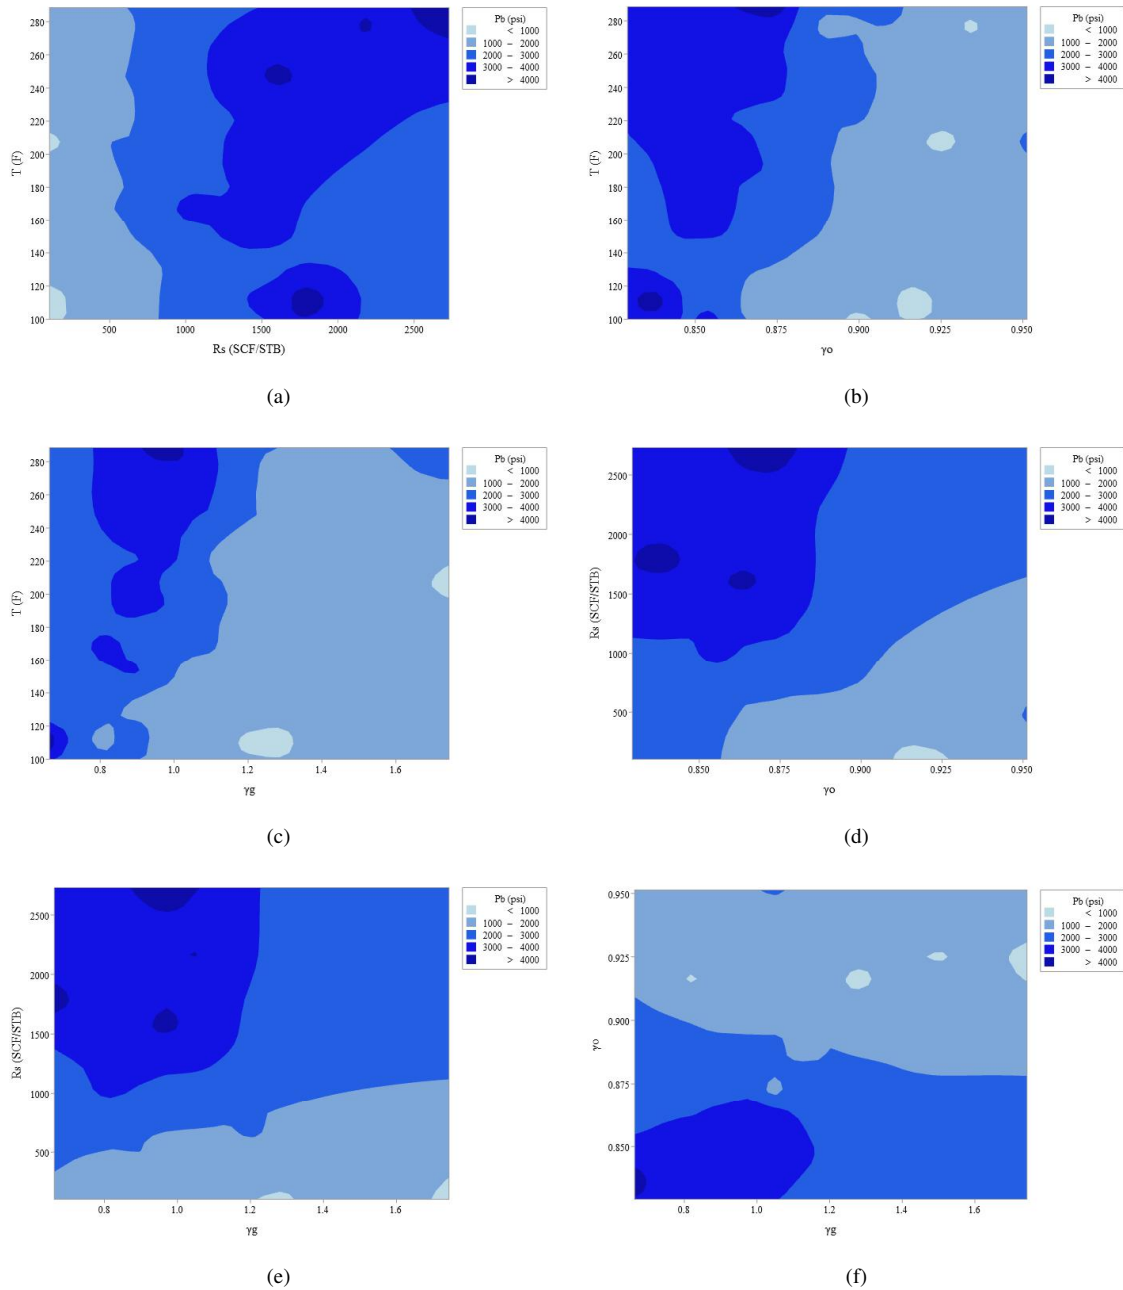 Pb (psi)
< 1000
1000 – 2000
2000 – 3000
3000 – 4000
> 4000
280
260
240
220
200
180
160
140
120
100
T (F)
500 1000 1500 2000 2500
Rs (SCF/STB)
(a)
Pb (psi)
< 1000
1000 – 2000
2000 – 3000
3000 – 4000
> 4000
280
260
240
220
200
180
160
140
120
100
T (F)
0.850 0.875 0.900 0.925 0.950
γo
(b)
Pb (psi)
< 1000
1000 – 2000
2000 – 3000
3000 – 4000
> 4000
280
260
240
220
200
180
160
140
120
100
T (F)
0.8 1.0 1.2 1.4 1.6
γg
(c)
Pb (psi)
< 1000
1000 – 2000
2000 – 3000
3000 – 4000
> 4000
2500
2000
1500
1000
500
Rs (SCF/STB)
0.850 0.875 0.900 0.925 0.950
γo
(d)
Pb (psi)
< 1000
1000 – 2000
2000 – 3000
3000 – 4000
> 4000
2500
2000
1500
1000
500
Rs (SCF/STB)
0.8 1.0 1.2 1.4 1.6
γg
(e)
Pb (psi)
< 1000
1000 – 2000
2000 – 3000
3000 – 4000
> 4000
0.950
0.925
0.900
0.875
0.850
γo
0.8 1.0 1.2 1.4 1.6
γg
(f)